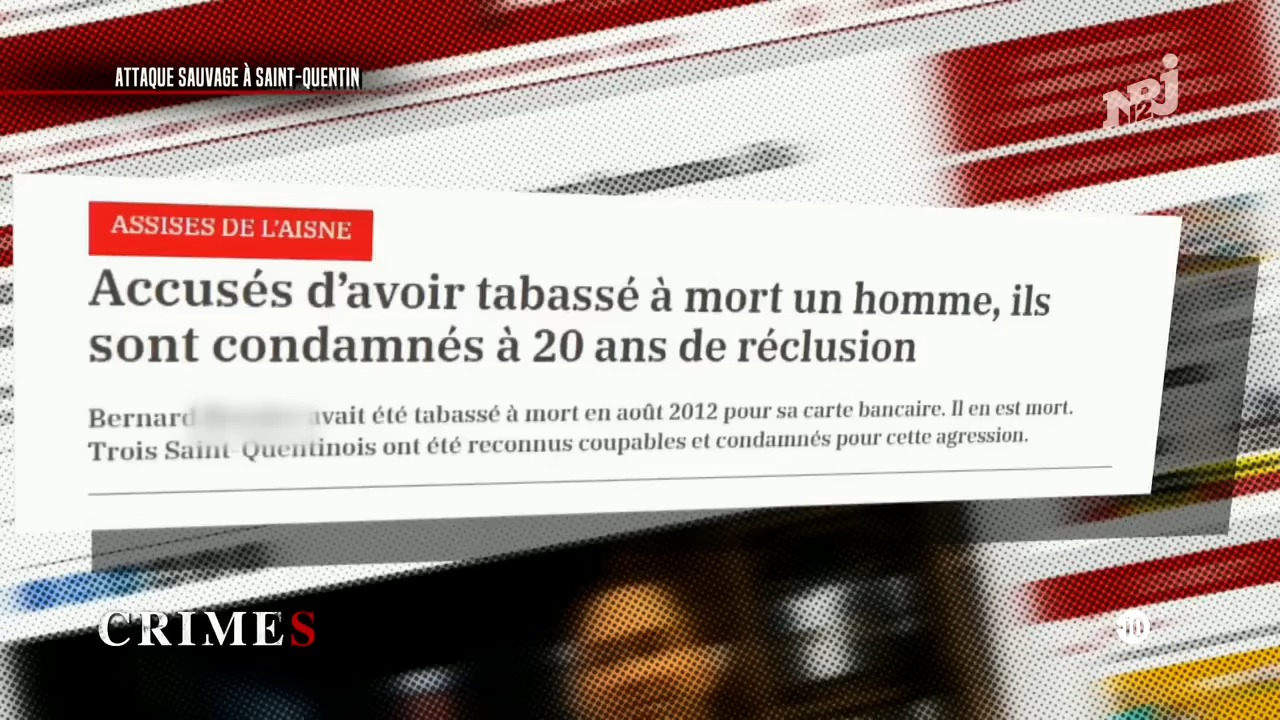 ATTAQUE SAUVAGE À SAINT-QUENTIN
NRJ12
ASSISES DE L'AISNE
Accusés d’avoir tabassé à mort un homme, ils
sont condamnés à 20 ans de réclusion
Bernard avait été tabassé à mort en août 2012 pour sa carte bancaire. Il en est mort.
Trois Saint-Quentinois ont été reconnus coupables et condamnés pour cette agression.
CRIMES
-10